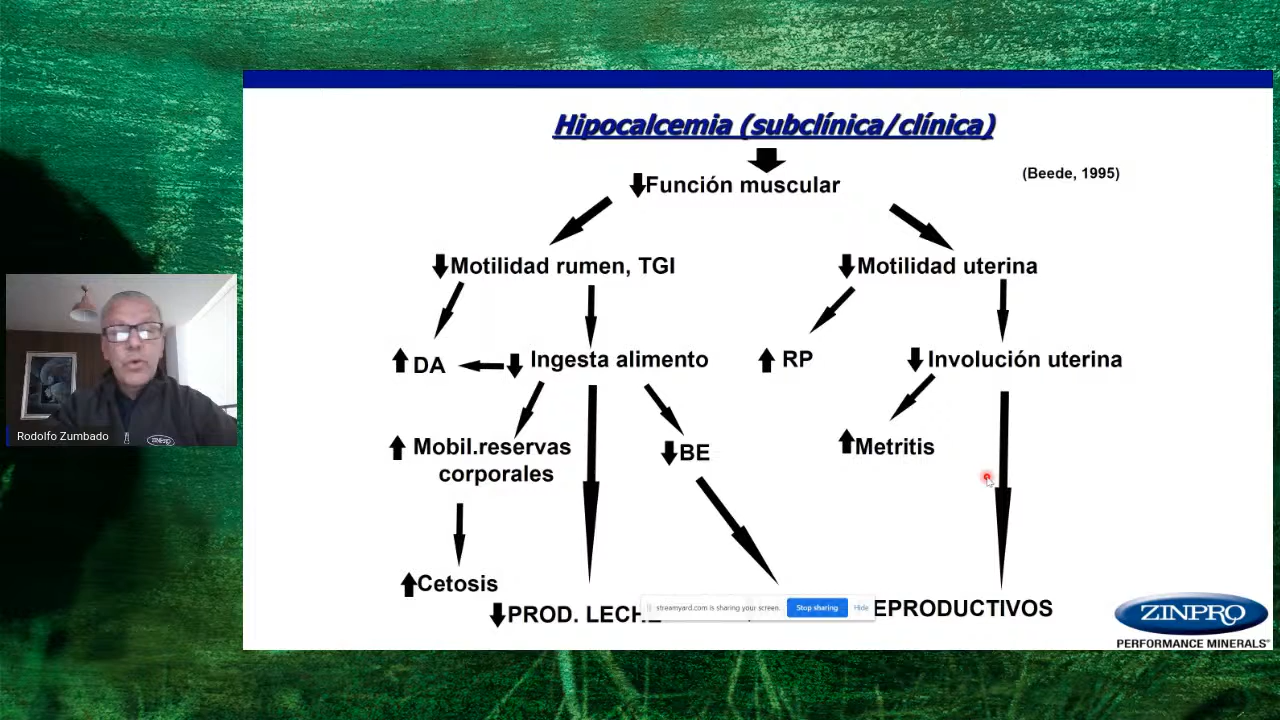 Hipocalcemia (subclínica/clínica)
(Beede, 1995)
Función muscular
Motilidad rumen, TGI
Motilidad uterina
DA
Ingesta alimento
RP
Involución uterina
Mobil.reservas
corporales
BE
Metritis
Cetosis
PROD. LECHE
EPRODUCTIVOS
streamyard.com is sharing your screen.
Stop sharing
Hide
ZINPRO
PERFORMANCE MINERALS®
Rodolfo Zumbado